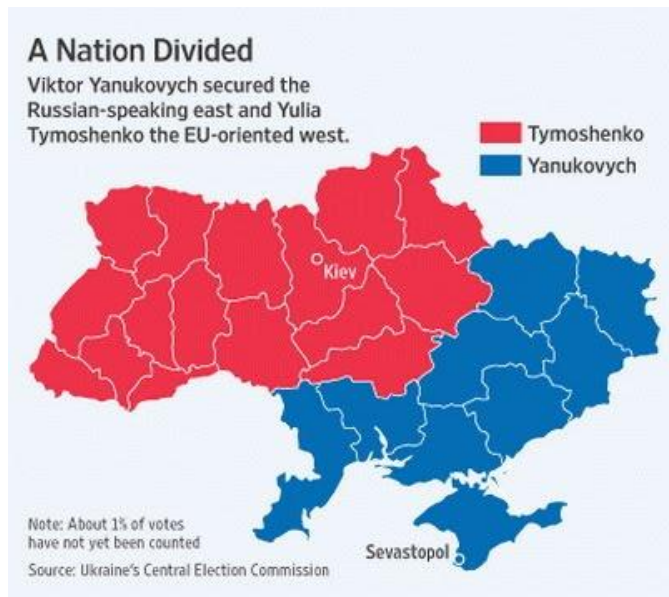 A Nation Divided
Viktor Yanukovych secured the
Russian-speaking east and Yulia
Tymoshenko the EU-oriented west.
Tymoshenko
Yanukovych
Kiev
Note: About 1% of votes
have not yet been counted
Sevastopol
Source: Ukraine's Central Election Commission